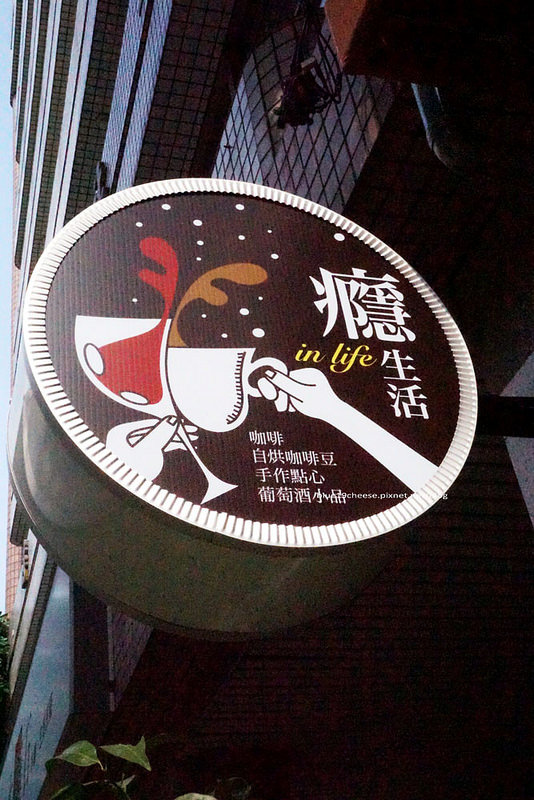 癮
in life
生活
咖啡
自烘咖啡豆
手作點心
葡萄酒小品